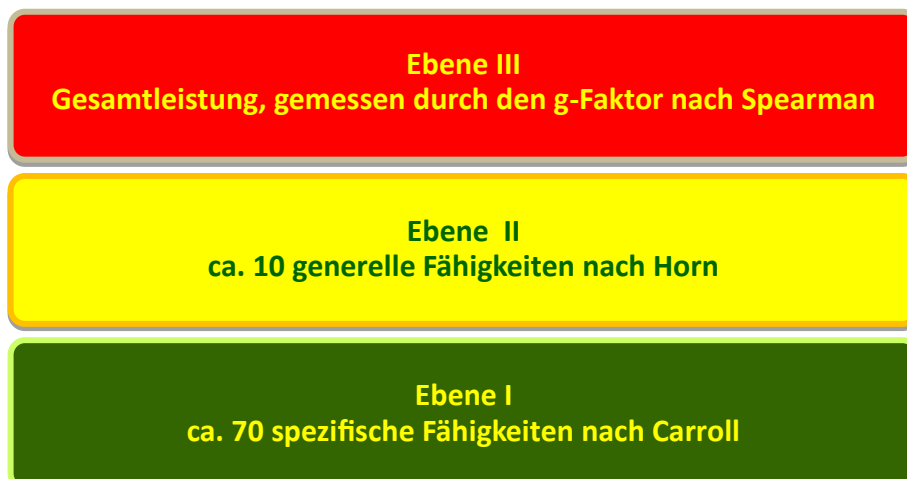 Ebene III
Gesamtleistung, gemessen durch den g-Faktor nach Spearman
Ebene  II
ca. 10 generelle Fähigkeiten nach Horn
Ebene I
ca. 70 spezifische Fähigkeiten nach Carroll